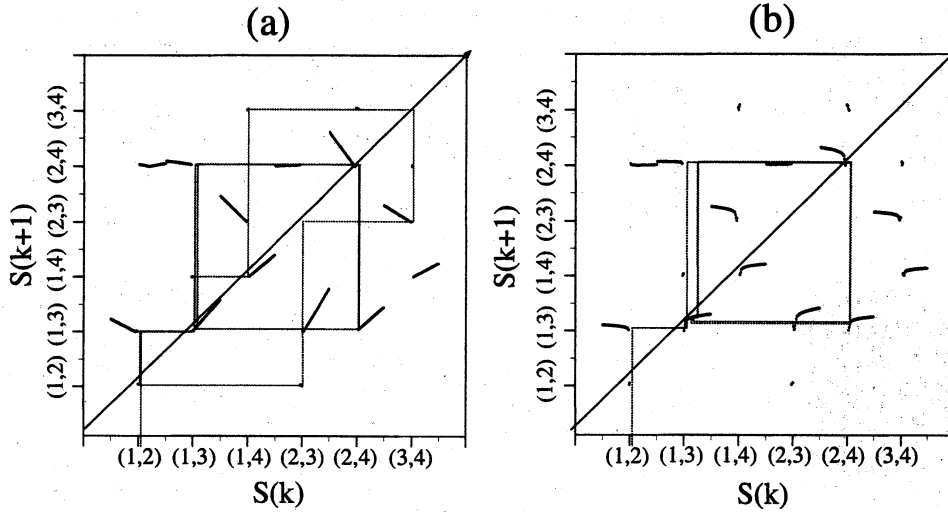 (a)
S(k+1)
(3,4)
(2,4)
(2,3)
(1,4)
(1,3)
(1,2)
(1,2) (1,3) (1,4) (2,3) (2,4) (3,4)
S(k)
(b)
S(k+1)
(3,4)
(2,4)
(2,3)
(1,4)
(1,3)
(1,2)
(1,2) (1,3) (1,4) (2,3) (2,4) (3,4)
S(k)